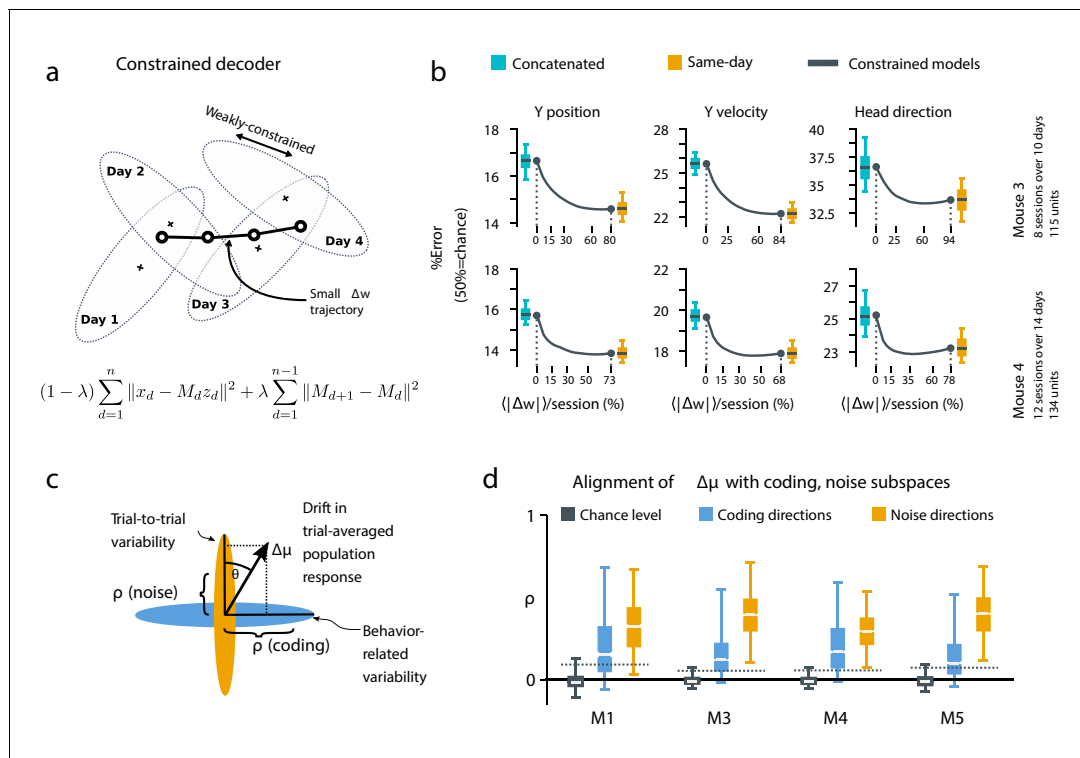 a
Constrained decoder
Weakly-constrained
Day 2
Day 4
Day 3
Day 1
Small Δw
trajectory
(1 − λ) ∑_{d=1}^{n} ‖x_d − M_d z_d‖² + λ ∑_{d=1}^{n−1} ‖M_{d+1} − M_d‖²
b
Concatenated Same-day Constrained models
Y position Y velocity Head direction
%Error
(50%=chance)
18
16
14
0 15 30 60 80
28
26
24
22
0 25 60 84
40
37.5
35
32.5
0 25 60 94
Mouse 3
8 sessions over 10 days
115 units
18
16
14
0 15 30 50 73
22
20
18
0 15 30 50 68
27
25
23
0 15 35 60 78
Mouse 4
12 sessions over 14 days
134 units
⟨|Δw|⟩/session (%) ⟨|Δw|⟩/session (%) ⟨|Δw|⟩/session (%)
c
Trial-to-trial
variability
Drift in
trial-averaged
population
response
Δμ
θ
ρ (noise)
ρ (coding)
Behavior-
related
variability
d
Alignment of Δμ with coding, noise subspaces
Chance level Coding directions Noise directions
1
ρ
0
M1 M3 M4 M5